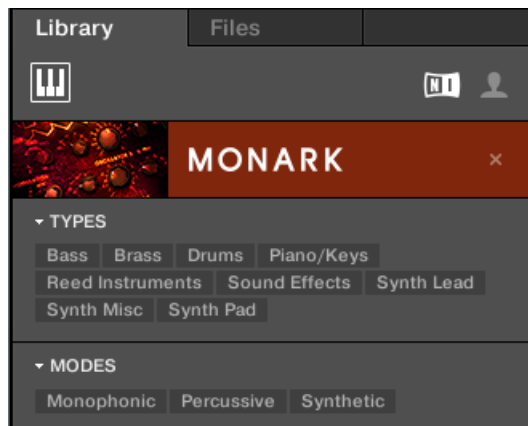 Library Files
NI
MONARK ×
TYPES
Bass Brass Drums Piano/Keys
Reed Instruments Sound Effects Synth Lead
Synth Misc Synth Pad
MODES
Monophonic Percussive Synthetic